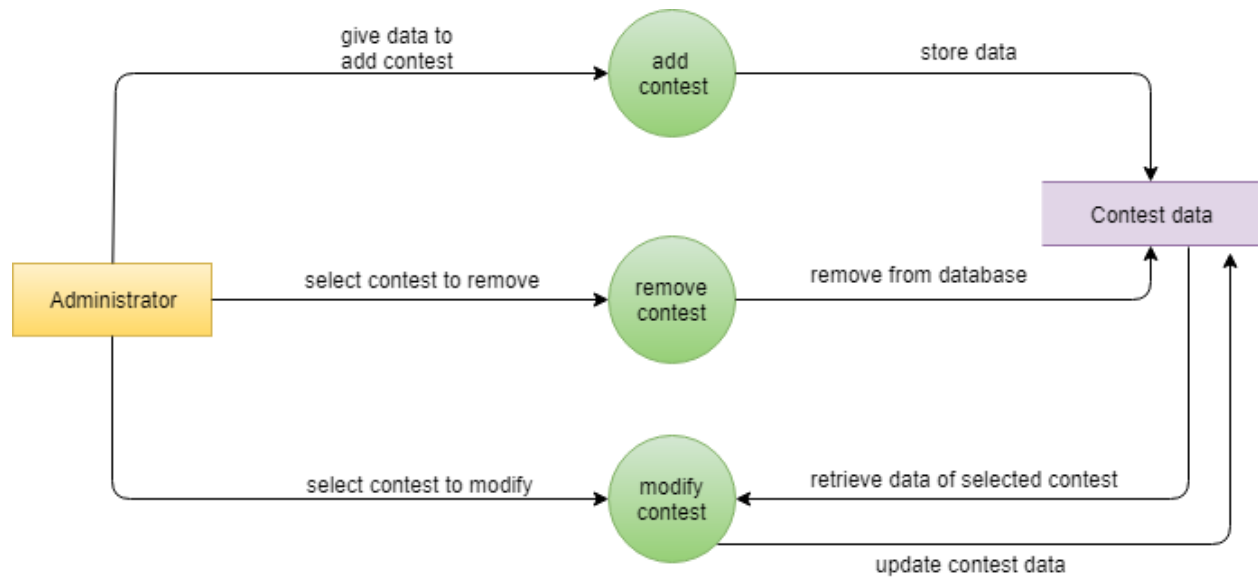 give data to
add contest
add
contest
store data
Contest data
Administrator
select contest to remove
remove
contest
remove from database
select contest to modify
modify
contest
retrieve data of selected contest
update contest data